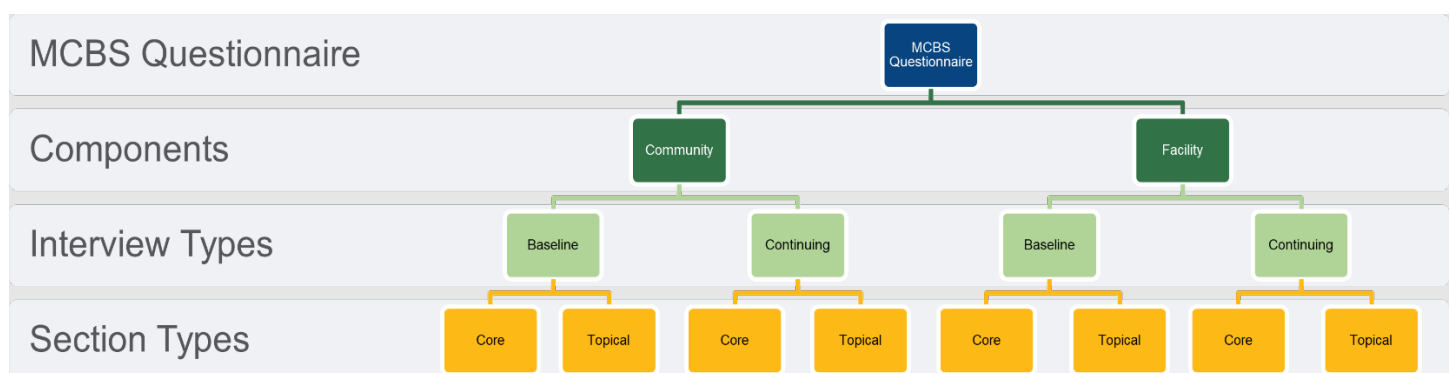 MCBS Questionnaire
MCBS
Questionnaire
Components
Community
Facility
Interview Types
Baseline
Continuing
Baseline
Continuing
Section Types
Core
Topical
Core
Topical
Core
Topical
Core
Topical